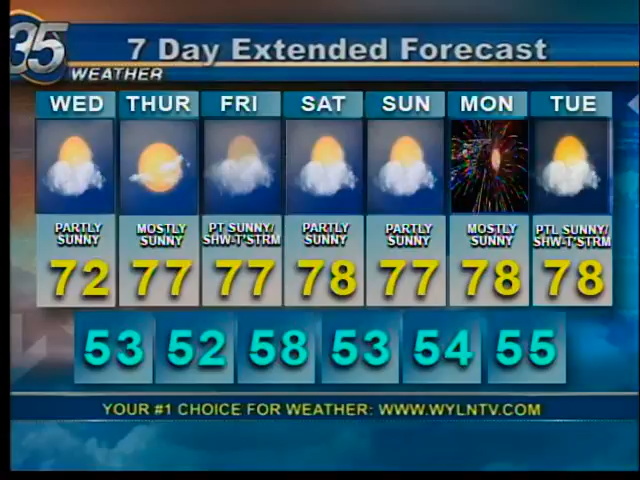 35
WEATHER
7 Day Extended Forecast
WED THUR FRI SAT SUN MON TUE
PARTLY SUNNY
MOSTLY SUNNY
PT SUNNY/ SHW-T'STRM
PARTLY SUNNY
PARTLY SUNNY
MOSTLY SUNNY
PTL SUNNY/ SHW-T'STRM
72 77 77 78 77 78 78
53 52 58 53 54 55
YOUR #1 CHOICE FOR WEATHER: WWW.WYLNTV.COM